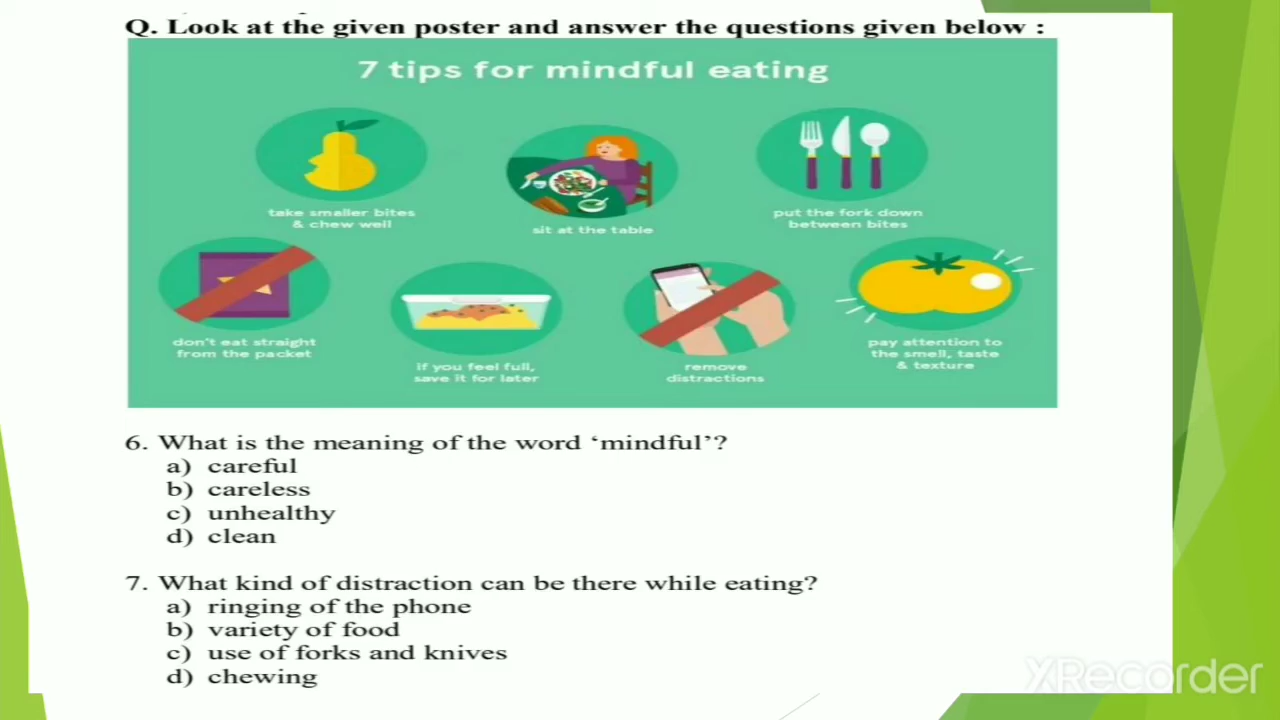 Q. Look at the given poster and answer the questions given below :
7 tips for mindful eating
take smaller bites
& chew well
sit at the table
put the fork down
between bites
don't eat straight
from the packet
if you feel full,
save it for later
remove
distractions
pay attention to
the smell, taste
& texture
6. What is the meaning of the word ‘mindful’?
a) careful
b) careless
c) unhealthy
d) clean
7. What kind of distraction can be there while eating?
a) ringing of the phone
b) variety of food
c) use of forks and knives
d) chewing
XRecorder